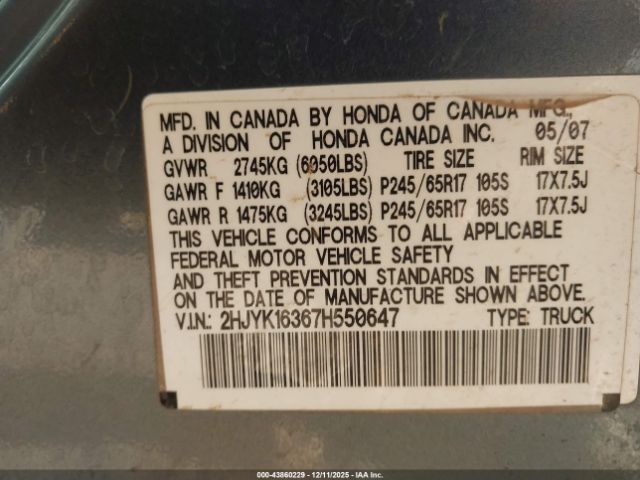 MFD. IN CANADA BY HONDA OF CANADA MFG.,
A DIVISION OF HONDA CANADA INC. 05/07
GVWR 2745KG (6050LBS) TIRE SIZE RIM SIZE
GAWR F 1410KG (3105LBS) P245/65R17 105S 17X7.5J
GAWR R 1475KG (3245LBS) P245/65R17 105S 17X7.5J
THIS VEHICLE CONFORMS TO ALL APPLICABLE
FEDERAL MOTOR VEHICLE SAFETY
AND THEFT PREVENTION STANDARDS IN EFFECT
ON THE DATE OF MANUFACTURE SHOWN ABOVE.
V.I.N.: 2HJYK16367H550647 TYPE: TRUCK
000-43860229 - 12/11/2025 - IAAI, LLC